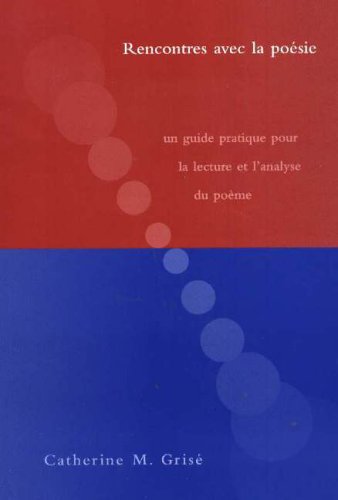 Rencontres avec la poésie
un guide pratique pour
la lecture et l'analyse
du poème
Catherine M. Grisé